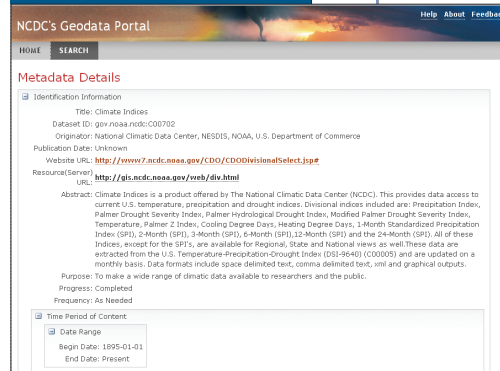 Help About Feedbac
NCDC's Geodata Portal
HOME SEARCH
Metadata Details
Identification Information
Title: Climate Indices
Dataset ID: gov.noaa.ncdc:C00702
Originator: National Climatic Data Center, NESDIS, NOAA, U.S. Department of Commerce
Publication Date: Unknown
Website URL: http://www7.ncdc.noaa.gov/CDO/CDODivisionalSelect.jsp#
Resource(Server) URL: http://gis.ncdc.noaa.gov/web/div.html
Abstract: Climate Indices is a product offered by The National Climatic Data Center (NCDC). This provides data access to
current U.S. temperature, precipitation and drought indices. Divisional indices included are: Precipitation Index,
Palmer Drought Severity Index, Palmer Hydrological Drought Index, Modified Palmer Drought Severity Index,
Temperature, Palmer Z Index, Cooling Degree Days, Heating Degree Days, 1-Month Standardized Precipitation
Index (SPI), 2-Month (SPI), 3-Month (SPI), 6-Month (SPI),12-Month (SPI) and the 24-Month (SPI). All of these
Indices, except for the SPI's, are available for Regional, State and National views as well.These data are
extracted from the U.S. Temperature-Precipitation-Drought Index (DSI-9640) (C00005) and are updated on a
monthly basis. Data formats include space delimited text, comma delimited text, xml and graphical outputs.
Purpose: To make a wide range of climatic data available to researchers and the public.
Progress: Completed
Frequency: As Needed
Time Period of Content
Date Range
Begin Date: 1895-01-01
End Date: Present